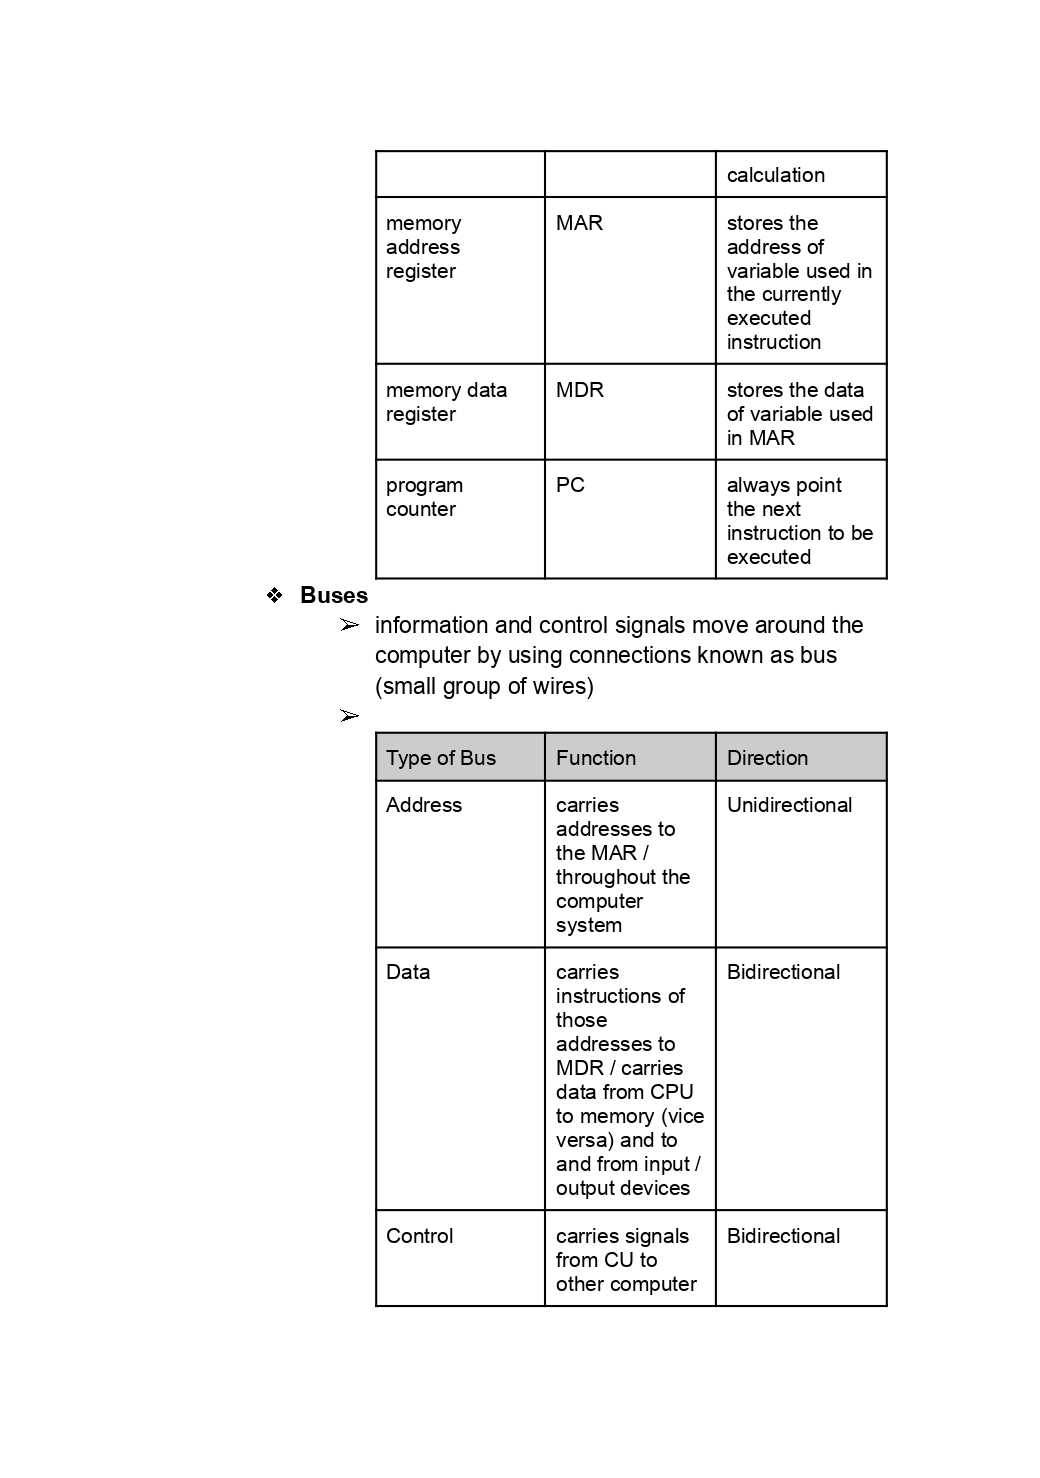 calculation
memory
address
register
MAR
stores the
address of
variable used in
the currently
executed
instruction
memory data
register
MDR
stores the data
of variable used
in MAR
program
counter
PC
always point
the next
instruction to be
executed
❖ Buses
➢ information and control signals move around the
computer by using connections known as bus
(small group of wires)
➢
Type of Bus
Function
Direction
Address
carries
addresses to
the MAR /
throughout the
computer
system
Unidirectional
Data
carries
instructions of
those
addresses to
MDR / carries
data from CPU
to memory (vice
versa) and to
and from input /
output devices
Bidirectional
Control
carries signals
from CU to
other computer
Bidirectional